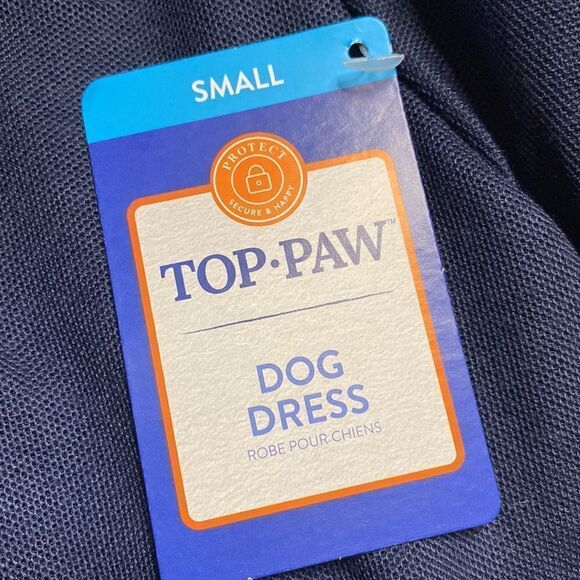 SMALL
PROTECT
SECURE & HAPPY
TOP•PAW™
DOG
DRESS
ROBE POUR CHIENS